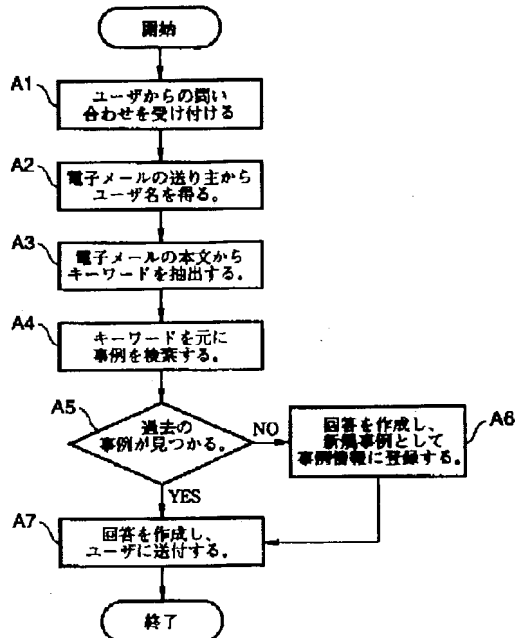 開始
A1
ユーザからの問い
合わせを受け付ける
A2
電子メールの送り主から
ユーザ名を得る。
A3
電子メールの本文から
キーワードを抽出する。
A4
キーワードを元に
事例を検索する。
A5
過去の
事例が見つかる。
NO
YES
A6
回答を作成し、
新規事例として
事例情報に登録する。
A7
回答を作成し、
ユーザに送付する。
終了